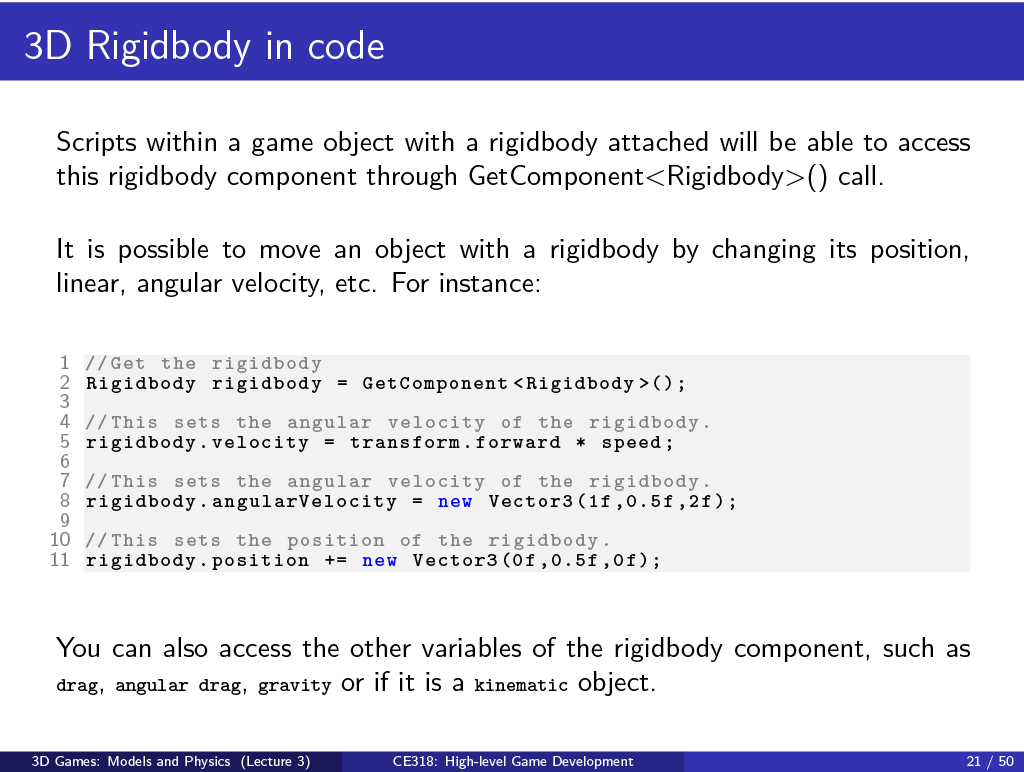 3D Rigidbody in code
Scripts within a game object with a rigidbody attached will be able to access
this rigidbody component through GetComponent<Rigidbody>() call.
It is possible to move an object with a rigidbody by changing its position,
linear, angular velocity, etc. For instance:
1 //Get the rigidbody
2 Rigidbody rigidbody = GetComponent<Rigidbody>();
3
4 //This sets the angular velocity of the rigidbody.
5 rigidbody.velocity = transform.forward * speed;
6
7 //This sets the angular velocity of the rigidbody.
8 rigidbody.angularVelocity = new Vector3(1f,0.5f,2f);
9
10 //This sets the position of the rigidbody.
11 rigidbody.position += new Vector3(0f,0.5f,0f);
You can also access the other variables of the rigidbody component, such as
drag, angular drag, gravity or if it is a kinematic object.
3D Games: Models and Physics (Lecture 3) CE318: High-level Game Development 21 / 50